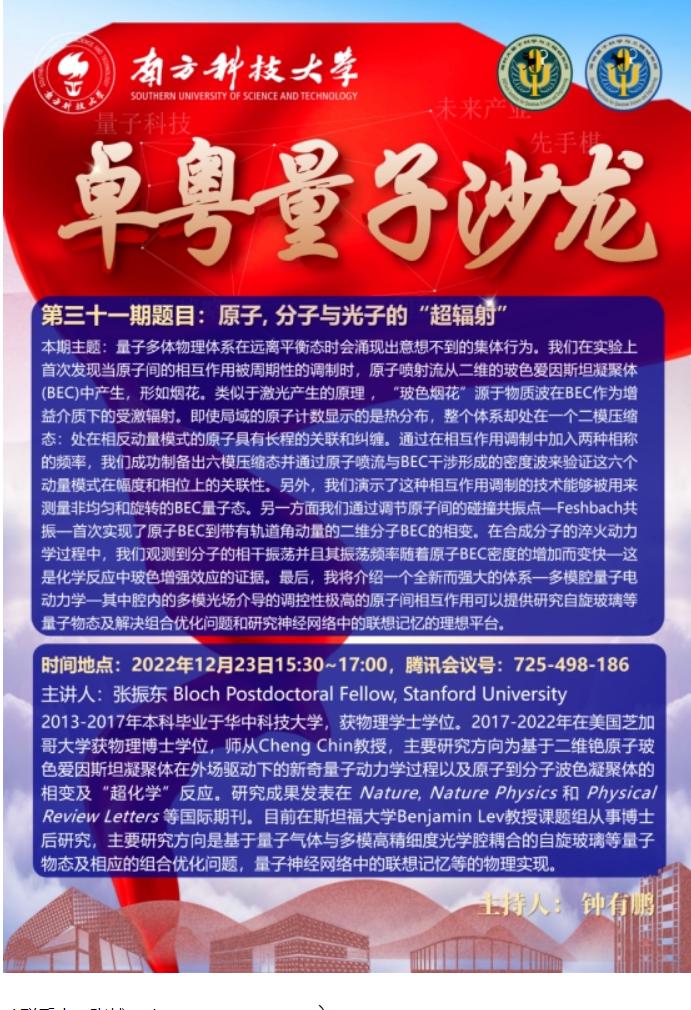 南方科技大学
SOUTHERN UNIVERSITY OF SCIENCE AND TECHNOLOGY
量子科技
未来产业
先手棋
卓粤量子沙龙
第三十一期题目：原子, 分子与光子的“超辐射”
本期主题：量子多体物理体系在远离平衡态时会涌现出意想不到的集体行为。我们在实验上
首次发现当原子间的相互作用被周期性的调制时，原子喷射流从二维的玻色爱因斯坦凝聚体
(BEC)中产生，形如烟花。类似于激光产生的原理 ，“玻色烟花”源于物质波在BEC作为增
益介质下的受激辐射。即使局域的原子计数显示的是热分布，整个体系却处在一个二模压缩
态：处在相反动量模式的原子具有长程的关联和纠缠。通过在相互作用调制中加入两种相称
的频率，我们成功制备出六模压缩态并通过原子喷流与BEC干涉形成的密度波来验证这六个
动量模式在幅度和相位上的关联性。另外，我们演示了这种相互作用调制的技术能够被用来
测量非均匀和旋转的BEC量子态。另一方面我们通过调节原子间的碰撞共振点—Feshbach共
振—首次实现了原子BEC到带有轨道角动量的二维分子BEC的相变。在合成分子的淬火动力
学过程中，我们观测到分子的相干振荡并且其振荡频率随着原子BEC密度的增加而变快—这
是化学反应中玻色增强效应的证据。最后，我将介绍一个全新而强大的体系—多模腔量子电
动力学—其中腔内的多模光场介导的调控性极高的原子间相互作用可以提供研究自旋玻璃等
量子物态及解决组合优化问题和研究神经网络中的联想记忆的理想平台。
时间地点：2022年12月23日15:30~17:00，腾讯会议号：725-498-186
主讲人：张振东 Bloch Postdoctoral Fellow, Stanford University
2013-2017年本科毕业于华中科技大学，获物理学士学位。2017-2022年在美国芝加
哥大学获物理博士学位，师从Cheng Chin教授，主要研究方向为基于二维铯原子玻
色爱因斯坦凝聚体在外场驱动下的新奇量子动力学过程以及原子到分子波色凝聚体的
相变及“超化学”反应。研究成果发表在 Nature, Nature Physics 和 Physical
Review Letters 等国际期刊。目前在斯坦福大学Benjamin Lev教授课题组从事博士
后研究，主要研究方向是基于量子气体与多模高精细度光学腔耦合的自旋玻璃等量子
物态及相应的组合优化问题，量子神经网络中的联想记忆等的物理实现。
主持人： 钟有鹏